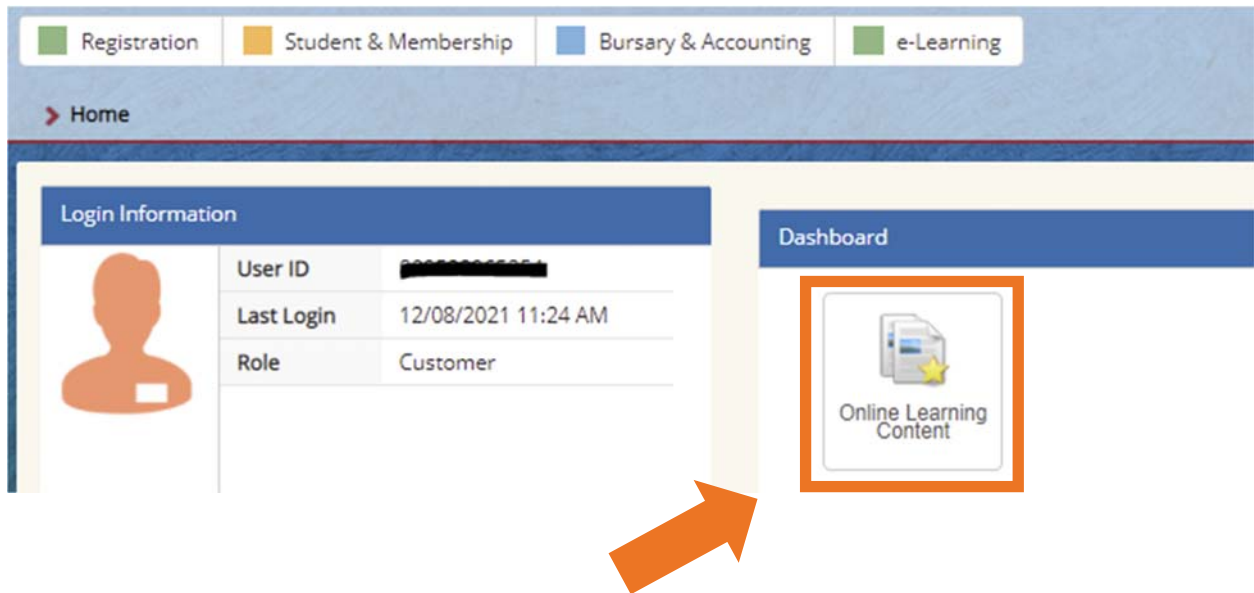 Registration Student & Membership Bursary & Accounting e-Learning
Home
Login Information
User ID
Last Login 12/08/2021 11:24 AM
Role Customer
Dashboard
Online Learning
Content